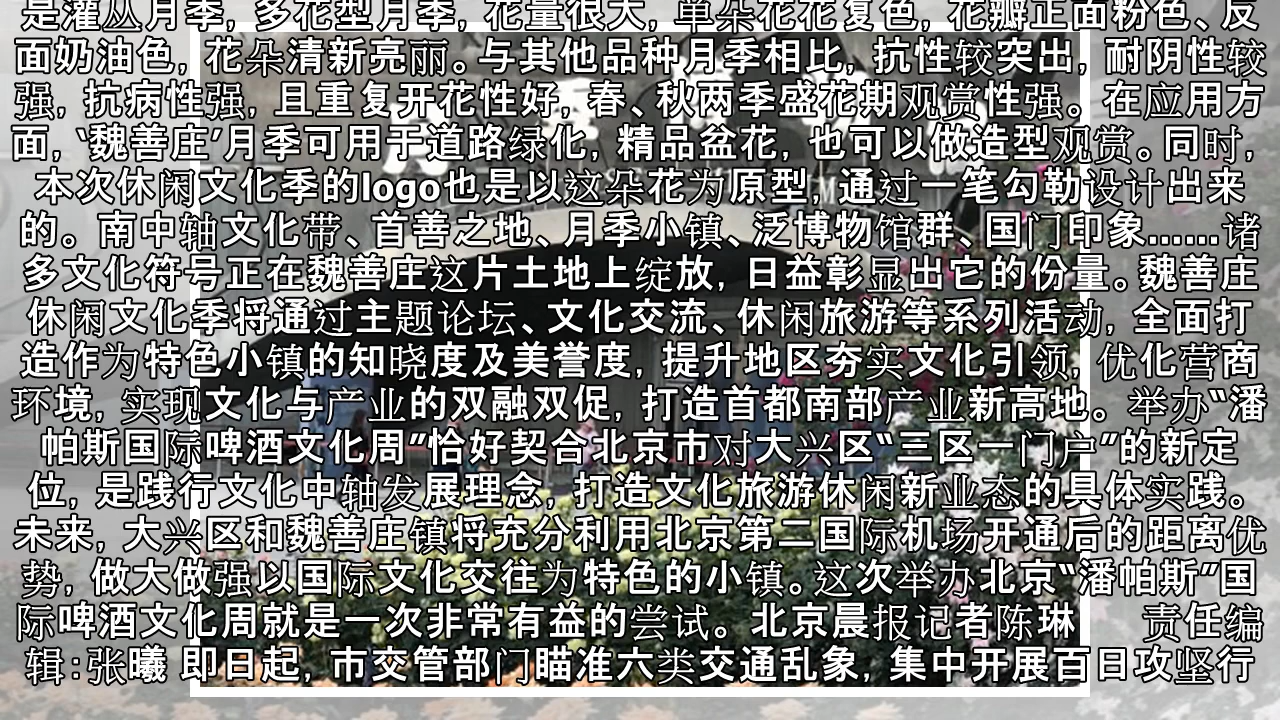 是灌丛月季, 多花型月季, 花量很大, 单朵花花复色, 花瓣正面粉色、反
面奶油色, 花朵清新亮丽。与其他品种月季相比, 抗性较突出, 耐阴性较
强, 抗病性强, 且重复开花性好, 春、秋两季盛花期观赏性强。在应用方
面, ‘魏善庄’月季可用于道路绿化, 精品盆花, 也可以做造型观赏。同时,
本次休闲文化季的logo也是以这朵花为原型, 通过一笔勾勒设计出来
的。南中轴文化带、首善之地、月季小镇、泛博物馆群、国门印象……诸
多文化符号正在魏善庄这片土地上绽放, 日益彰显出它的份量。魏善庄
休闲文化季将通过主题论坛、文化交流、休闲旅游等系列活动, 全面打
造作为特色小镇的知晓度及美誉度, 提升地区夯实文化引领, 优化营商
环境, 实现文化与产业的双融双促, 打造首都南部产业新高地。举办“潘
帕斯国际啤酒文化周”恰好契合北京市对大兴区“三区一门户”的新定
位, 是践行文化中轴发展理念, 打造文化旅游休闲新业态的具体实践。
未来, 大兴区和魏善庄镇将充分利用北京第二国际机场开通后的距离优
势, 做大做强以国际文化交往为特色的小镇。这次举办北京“潘帕斯”国
际啤酒文化周就是一次非常有益的尝试。北京晨报记者陈琳 责任编
辑:张曦 即日起, 市交管部门瞄准六类交通乱象, 集中开展百日攻坚行